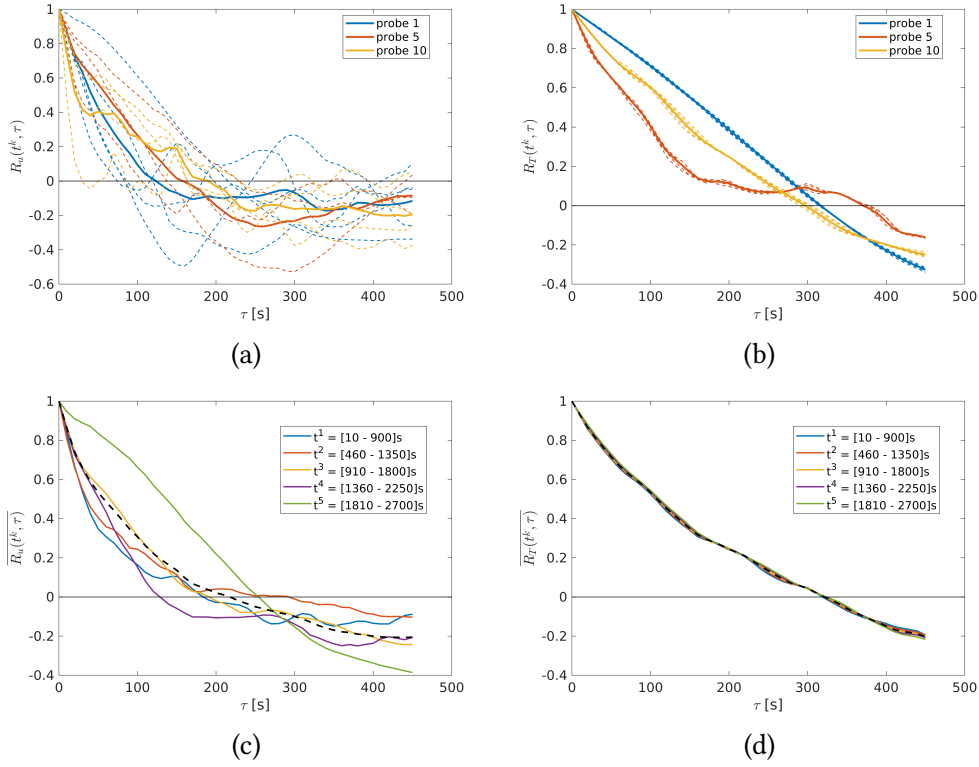 1
0.8
0.6
0.4
0.2
0
-0.2
-0.4
-0.6
0 100 200 300 400 500
τ [s]
R_u(t^k, τ)
probe 1
probe 5
probe 10
(a)
1
0.8
0.6
0.4
0.2
0
-0.2
-0.4
0 100 200 300 400 500
τ [s]
R_T(t^k, τ)
probe 1
probe 5
probe 10
(b)
1
0.8
0.6
0.4
0.2
0
-0.2
-0.4
0 100 200 300 400 500
τ [s]
\overline{R_u(t^k, τ)}
t^1 = [10 - 900]s
t^2 = [460 - 1350]s
t^3 = [910 - 1800]s
t^4 = [1360 - 2250]s
t^5 = [1810 - 2700]s
(c)
1
0.8
0.6
0.4
0.2
0
-0.2
-0.4
0 100 200 300 400 500
τ [s]
\overline{R_T(t^k, τ)}
t^1 = [10 - 900]s
t^2 = [460 - 1350]s
t^3 = [910 - 1800]s
t^4 = [1360 - 2250]s
t^5 = [1810 - 2700]s
(d)